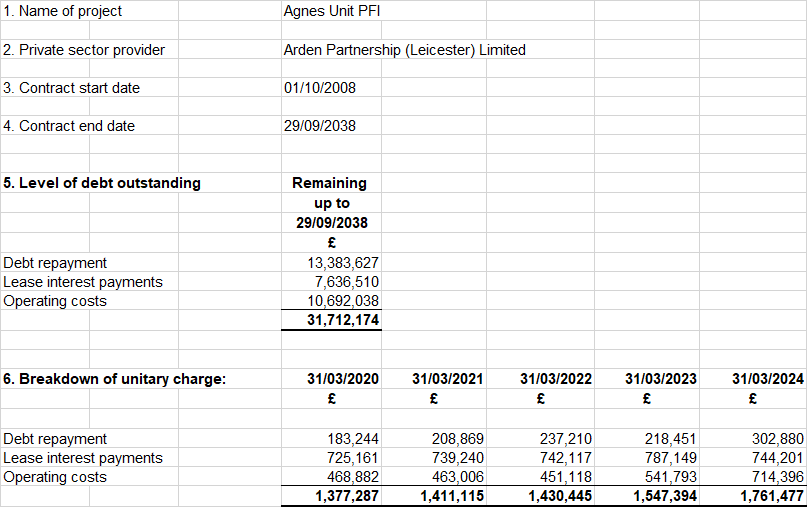 1. Name of project Agnes Unit PFI
2. Private sector provider Arden Partnership (Leicester) Limited
3. Contract start date 01/10/2008
4. Contract end date 29/09/2038
5. Level of debt outstanding Remaining
up to
29/09/2038
£
Debt repayment 13,383,627
Lease interest payments 7,636,510
Operating costs 10,692,038
31,712,174
6. Breakdown of unitary charge: 31/03/2020 31/03/2021 31/03/2022 31/03/2023 31/03/2024
£ £ £ £ £
Debt repayment 183,244 208,869 237,210 218,451 302,880
Lease interest payments 725,161 739,240 742,117 787,149 744,201
Operating costs 468,882 463,006 451,118 541,793 714,396
1,377,287 1,411,115 1,430,445 1,547,394 1,761,477